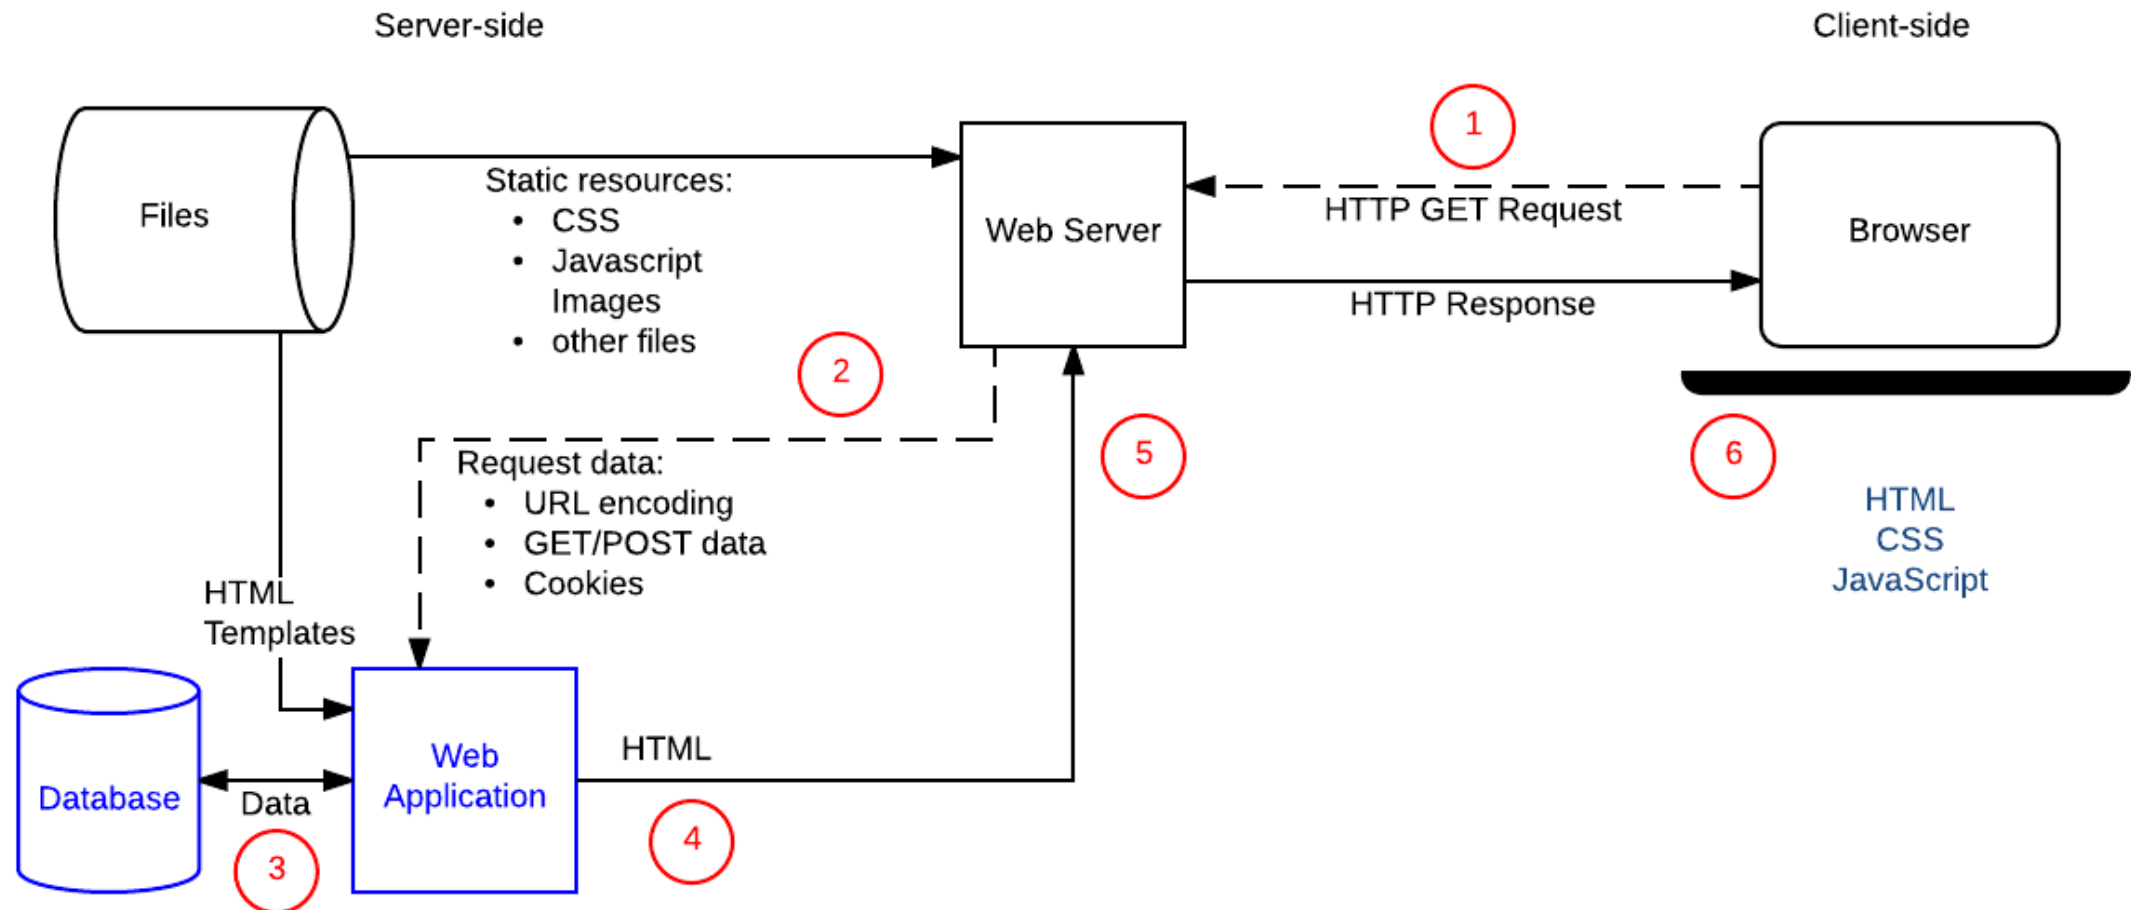 Server-side
Client-side
1
Files
Static resources:
• CSS
• Javascript
Images
• other files
Web Server
HTTP GET Request
HTTP Response
Browser
2
5
6
Request data:
• URL encoding
• GET/POST data
• Cookies
HTML
CSS
JavaScript
HTML
Templates
Database
Data
3
Web
Application
HTML
4